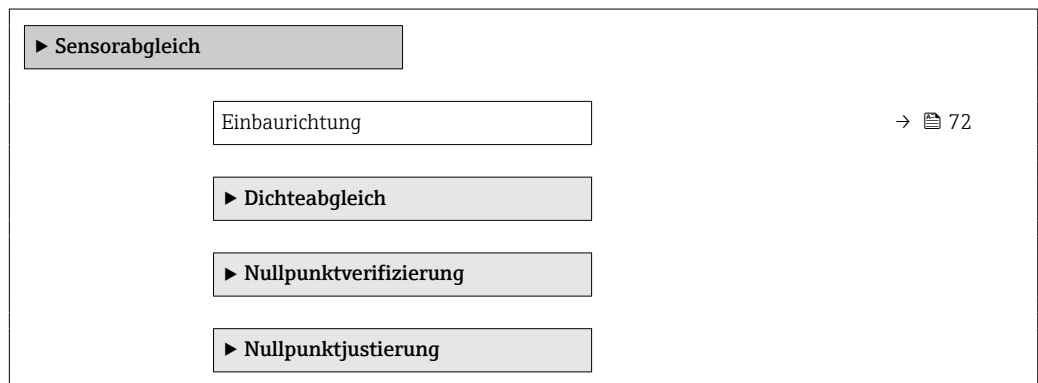 ▶ Sensorabgleich
Einbaurichtung → 72
▶ Dichteabgleich
▶ Nullpunktverifizierung
▶ Nullpunktjustierung